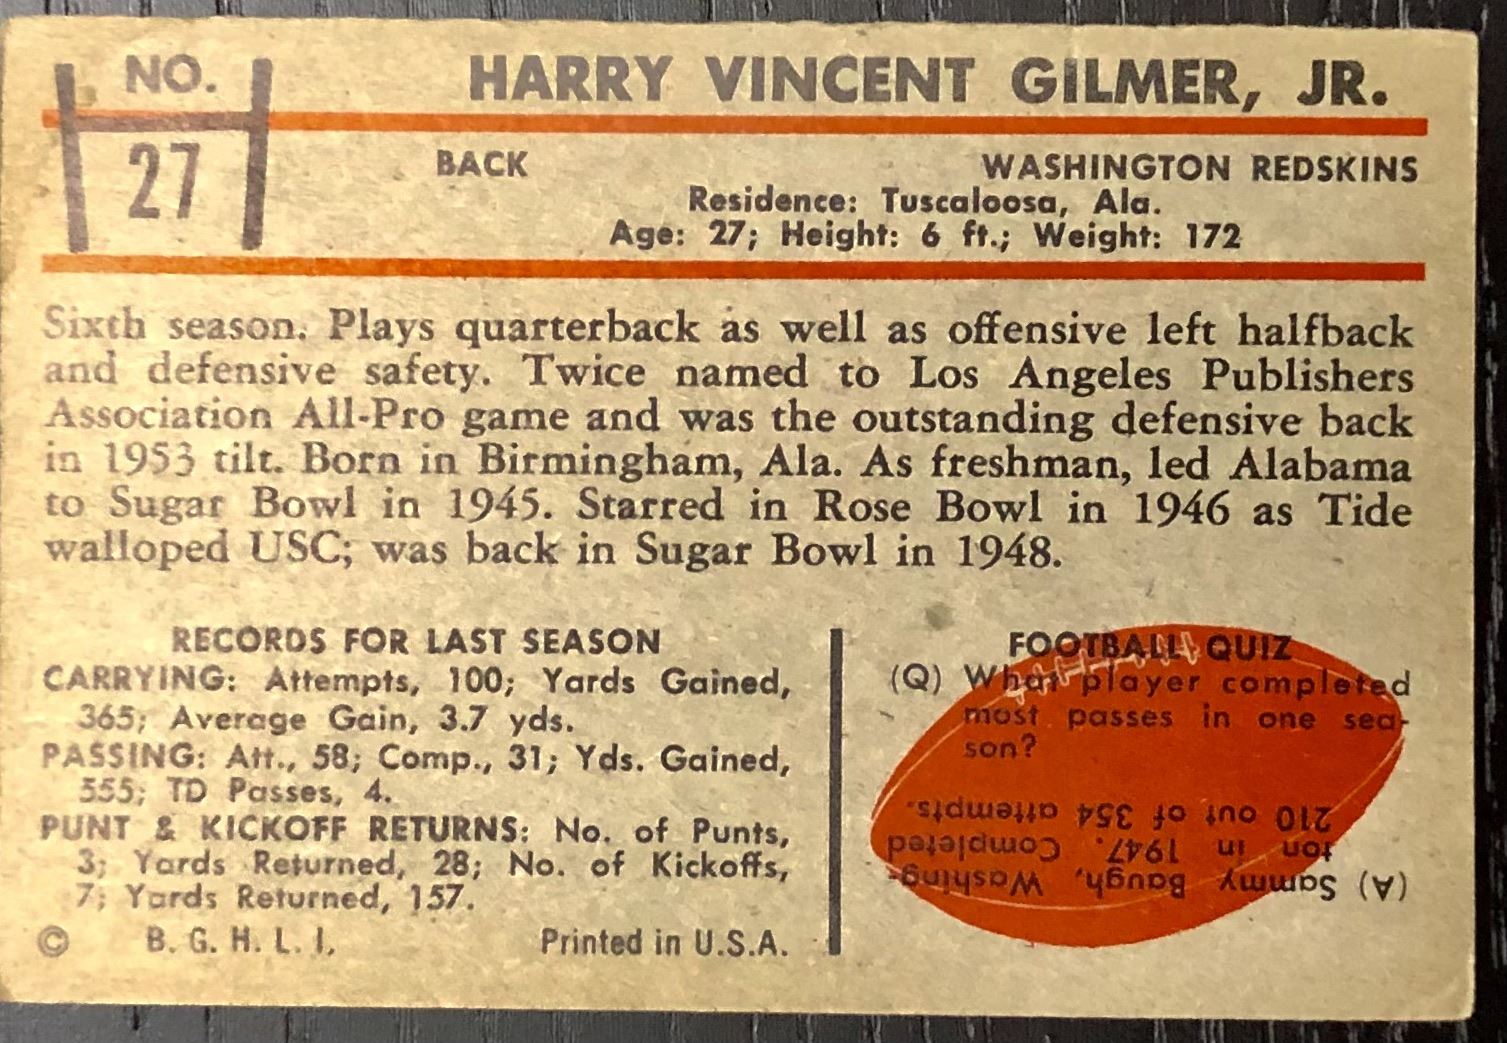 NO.
27
HARRY VINCENT GILMER, JR.
BACK
WASHINGTON REDSKINS
Residence: Tuscaloosa, Ala.
Age: 27; Height: 6 ft.; Weight: 172
Sixth season. Plays quarterback as well as offensive left halfback
and defensive safety. Twice named to Los Angeles Publishers
Association All-Pro game and was the outstanding defensive back
in 1953 tilt. Born in Birmingham, Ala. As freshman, led Alabama
to Sugar Bowl in 1945. Starred in Rose Bowl in 1946 as Tide
walloped USC; was back in Sugar Bowl in 1948.
RECORDS FOR LAST SEASON
CARRYING: Attempts, 100; Yards Gained,
365; Average Gain, 3.7 yds.
PASSING: Att., 58; Comp., 31; Yds. Gained,
555; TD Passes, 4.
PUNT & KICKOFF RETURNS: No. of Punts,
3; Yards Returned, 28; No. of Kickoffs,
7; Yards Returned, 157.
© B. G. H. L. I. Printed in U.S.A.
FOOTBALL QUIZ
(Q) What player completed
most passes in one sea-
son?
(A) Sammy Baugh, Washing-
ton in 1947. Completed
210 out of 354 attempts.